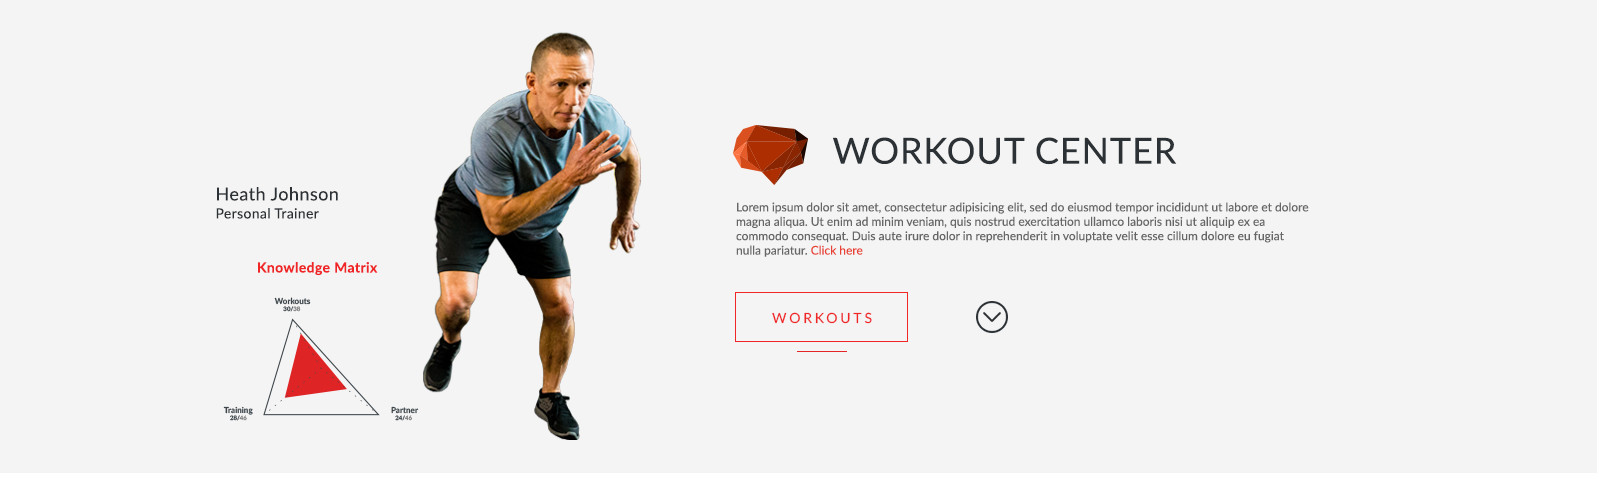 Heath Johnson
Personal Trainer
Knowledge Matrix
Workouts
30/38
Training
28/46
Partner
24/46
WORKOUT CENTER
Lorem ipsum dolor sit amet, consectetur adipisicing elit, sed do eiusmod tempor incididunt ut labore et dolore
magna aliqua. Ut enim ad minim veniam, quis nostrud exercitation ullamco laboris nisi ut aliquip ex ea
commodo consequat. Duis aute irure dolor in reprehenderit in voluptate velit esse cillum dolore eu fugiat
nulla pariatur. Click here
WORKOUTS